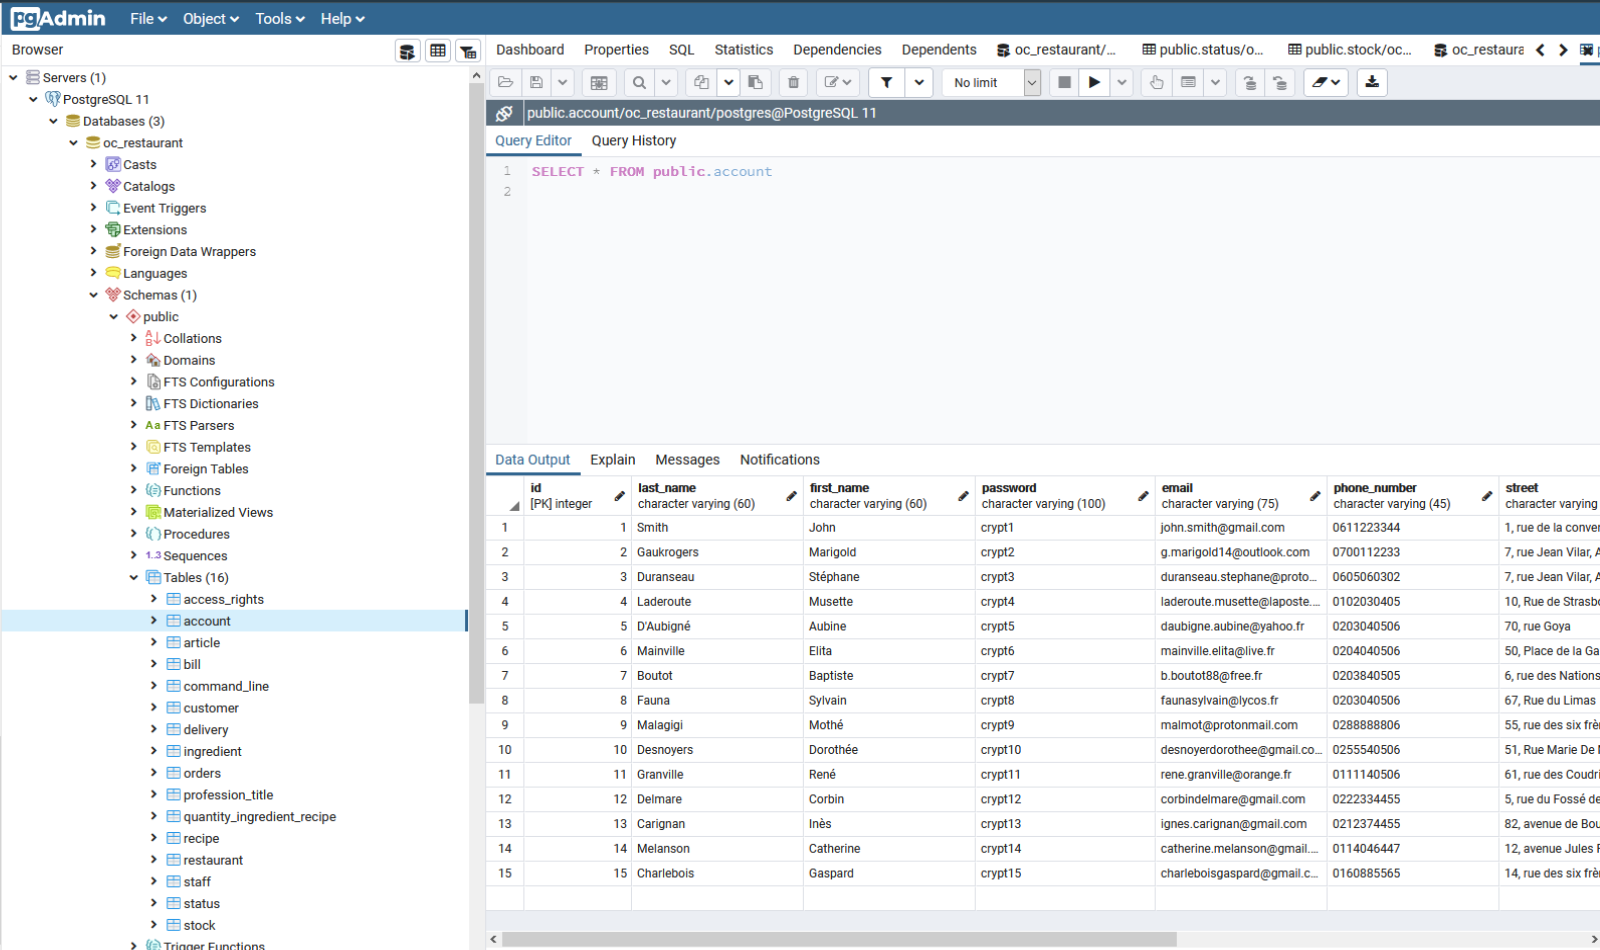 pgAdmin File Object Tools Help
Browser
Dashboard Properties SQL Statistics Dependencies Dependents oc_restaurant/... public.status/o... public.stock/oc... oc_restaura
No limit
public.account/oc_restaurant/postgres@PostgreSQL 11
Query Editor Query History
1 SELECT * FROM public.account
2
Servers (1)
PostgreSQL 11
Databases (3)
oc_restaurant
Casts
Catalogs
Event Triggers
Extensions
Foreign Data Wrappers
Languages
Schemas (1)
public
Collations
Domains
FTS Configurations
FTS Dictionaries
Aa FTS Parsers
FTS Templates
Foreign Tables
Functions
Materialized Views
Procedures
1..3 Sequences
Tables (16)
access_rights
account
article
bill
command_line
customer
delivery
ingredient
orders
profession_title
quantity_ingredient_recipe
recipe
restaurant
staff
status
stock
Trigger Functions
Data Output Explain Messages Notifications
id last_name first_name password email phone_number street
[PK] integer character varying (60) character varying (60) character varying (100) character varying (75) character varying (45) character varying
1 1 Smith John crypt1 john.smith@gmail.com 0611223344 1, rue de la conver
2 2 Gaukrogers Marigold crypt2 g.marigold14@outlook.com 0700112233 7, rue Jean Vilar, A
3 3 Duranseau Stéphane crypt3 duranseau.stephane@proto... 0605060302 7, rue Jean Vilar, A
4 4 Laderoute Musette crypt4 laderoute.musette@laposte.... 0102030405 10, Rue de Strasbo
5 5 D'Aubigné Aubine crypt5 daubigne.aubine@yahoo.fr 0203040506 70, rue Goya
6 6 Mainville Elita crypt6 mainville.elita@live.fr 0204040506 50, Place de la Ga
7 7 Boutot Baptiste crypt7 b.boutot88@free.fr 0203840505 6, rue des Nations
8 8 Fauna Sylvain crypt8 faunasylvain@lycos.fr 0203040506 67, Rue du Limas
9 9 Malagigi Mothé crypt9 malmot@protonmail.com 0288888806 55, rue des six frèr
10 10 Desnoyers Dorothée crypt10 desnoyerdorothee@gmail.co... 0255540506 51, Rue Marie De M
11 11 Granville René crypt11 rene.granville@orange.fr 0111140506 61, rue des Coudri
12 12 Delmare Corbin crypt12 corbindelmare@gmail.com 0222334455 5, rue du Fossé de
13 13 Carignan Inès crypt13 ignes.carignan@gmail.com 0212374455 82, avenue de Bou
14 14 Melanson Catherine crypt14 catherine.melanson@gmail.... 0114046447 12, avenue Jules F
15 15 Charlebois Gaspard crypt15 charleboisgaspard@gmail.c... 0160885565 14, rue des six frèr